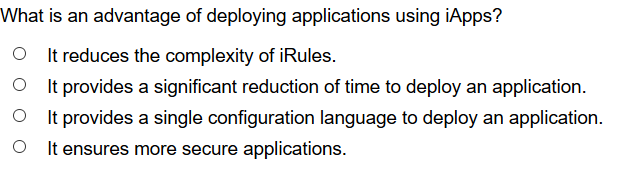 What is an advantage of deploying applications using iApps?
It reduces the complexity of iRules.
It provides a significant reduction of time to deploy an application.
It provides a single configuration language to deploy an application.
It ensures more secure applications.